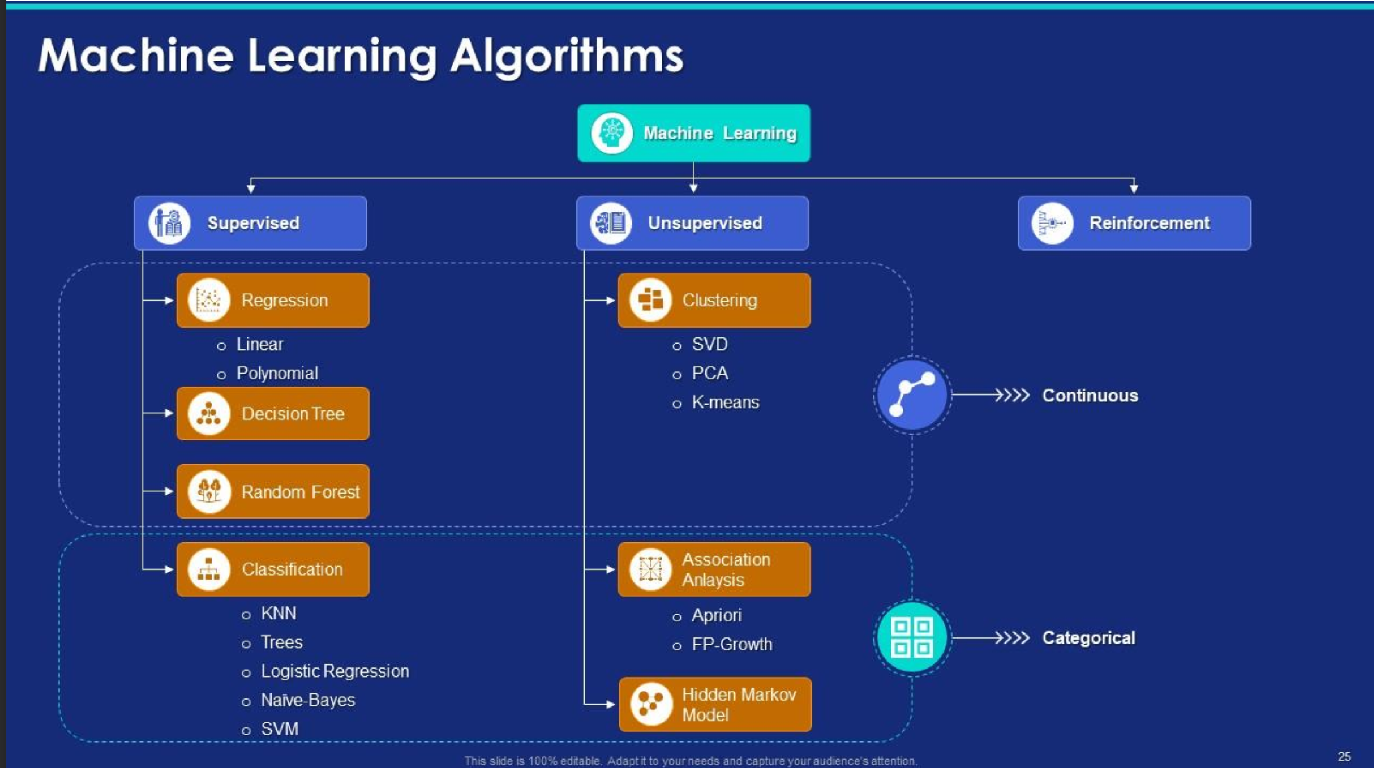 Machine Learning Algorithms
Machine Learning
Supervised
Unsupervised
Reinforcement
Regression
Linear
Polynomial
Decision Tree
Random Forest
Clustering
SVD
PCA
K-means
Continuous
Classification
KNN
Trees
Logistic Regression
Naïve-Bayes
SVM
Association
Anlaysis
Apriori
FP-Growth
Hidden Markov
Model
Categorical
This slide is 100% editable. Adapt it to your needs and capture your audience's attention.
25